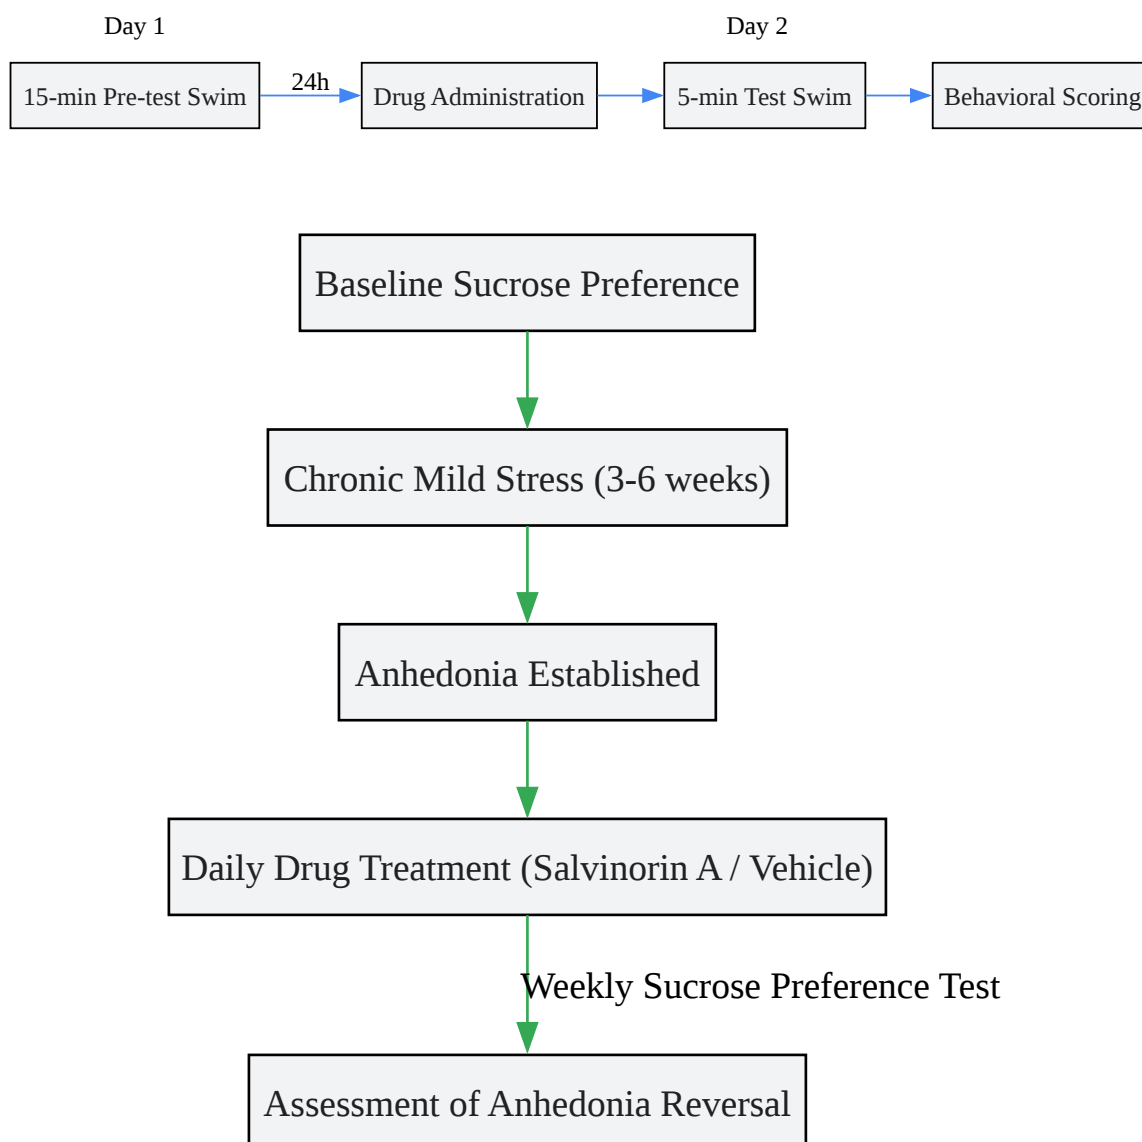 Day 1
Day 2
15-min Pre-test Swim
24h
Drug Administration
5-min Test Swim
Behavioral Scoring
Baseline Sucrose Preference
Chronic Mild Stress (3-6 weeks)
Anhedonia Established
Daily Drug Treatment (Salvinorin A / Vehicle)
Weekly Sucrose Preference Test
Assessment of Anhedonia Reversal